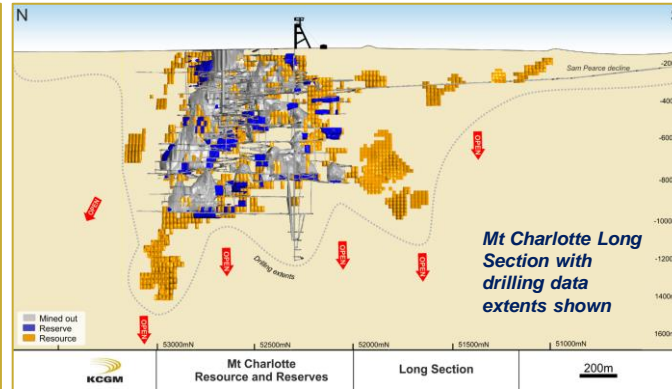 N
S
Sam Pearce decline
-200
-400
-600
-800
-1000
-1200
-1400
1600
OPEN
OPEN
OPEN
OPEN
OPEN
OPEN
Drilling extents
Mt Charlotte Long
Section with
drilling data
extents shown
Mined out
Reserve
Resource
53000mN
52500mN
52000mN
51500mN
51000mN
KCGM
Mt Charlotte
Resource and Reserves
Long Section
200m